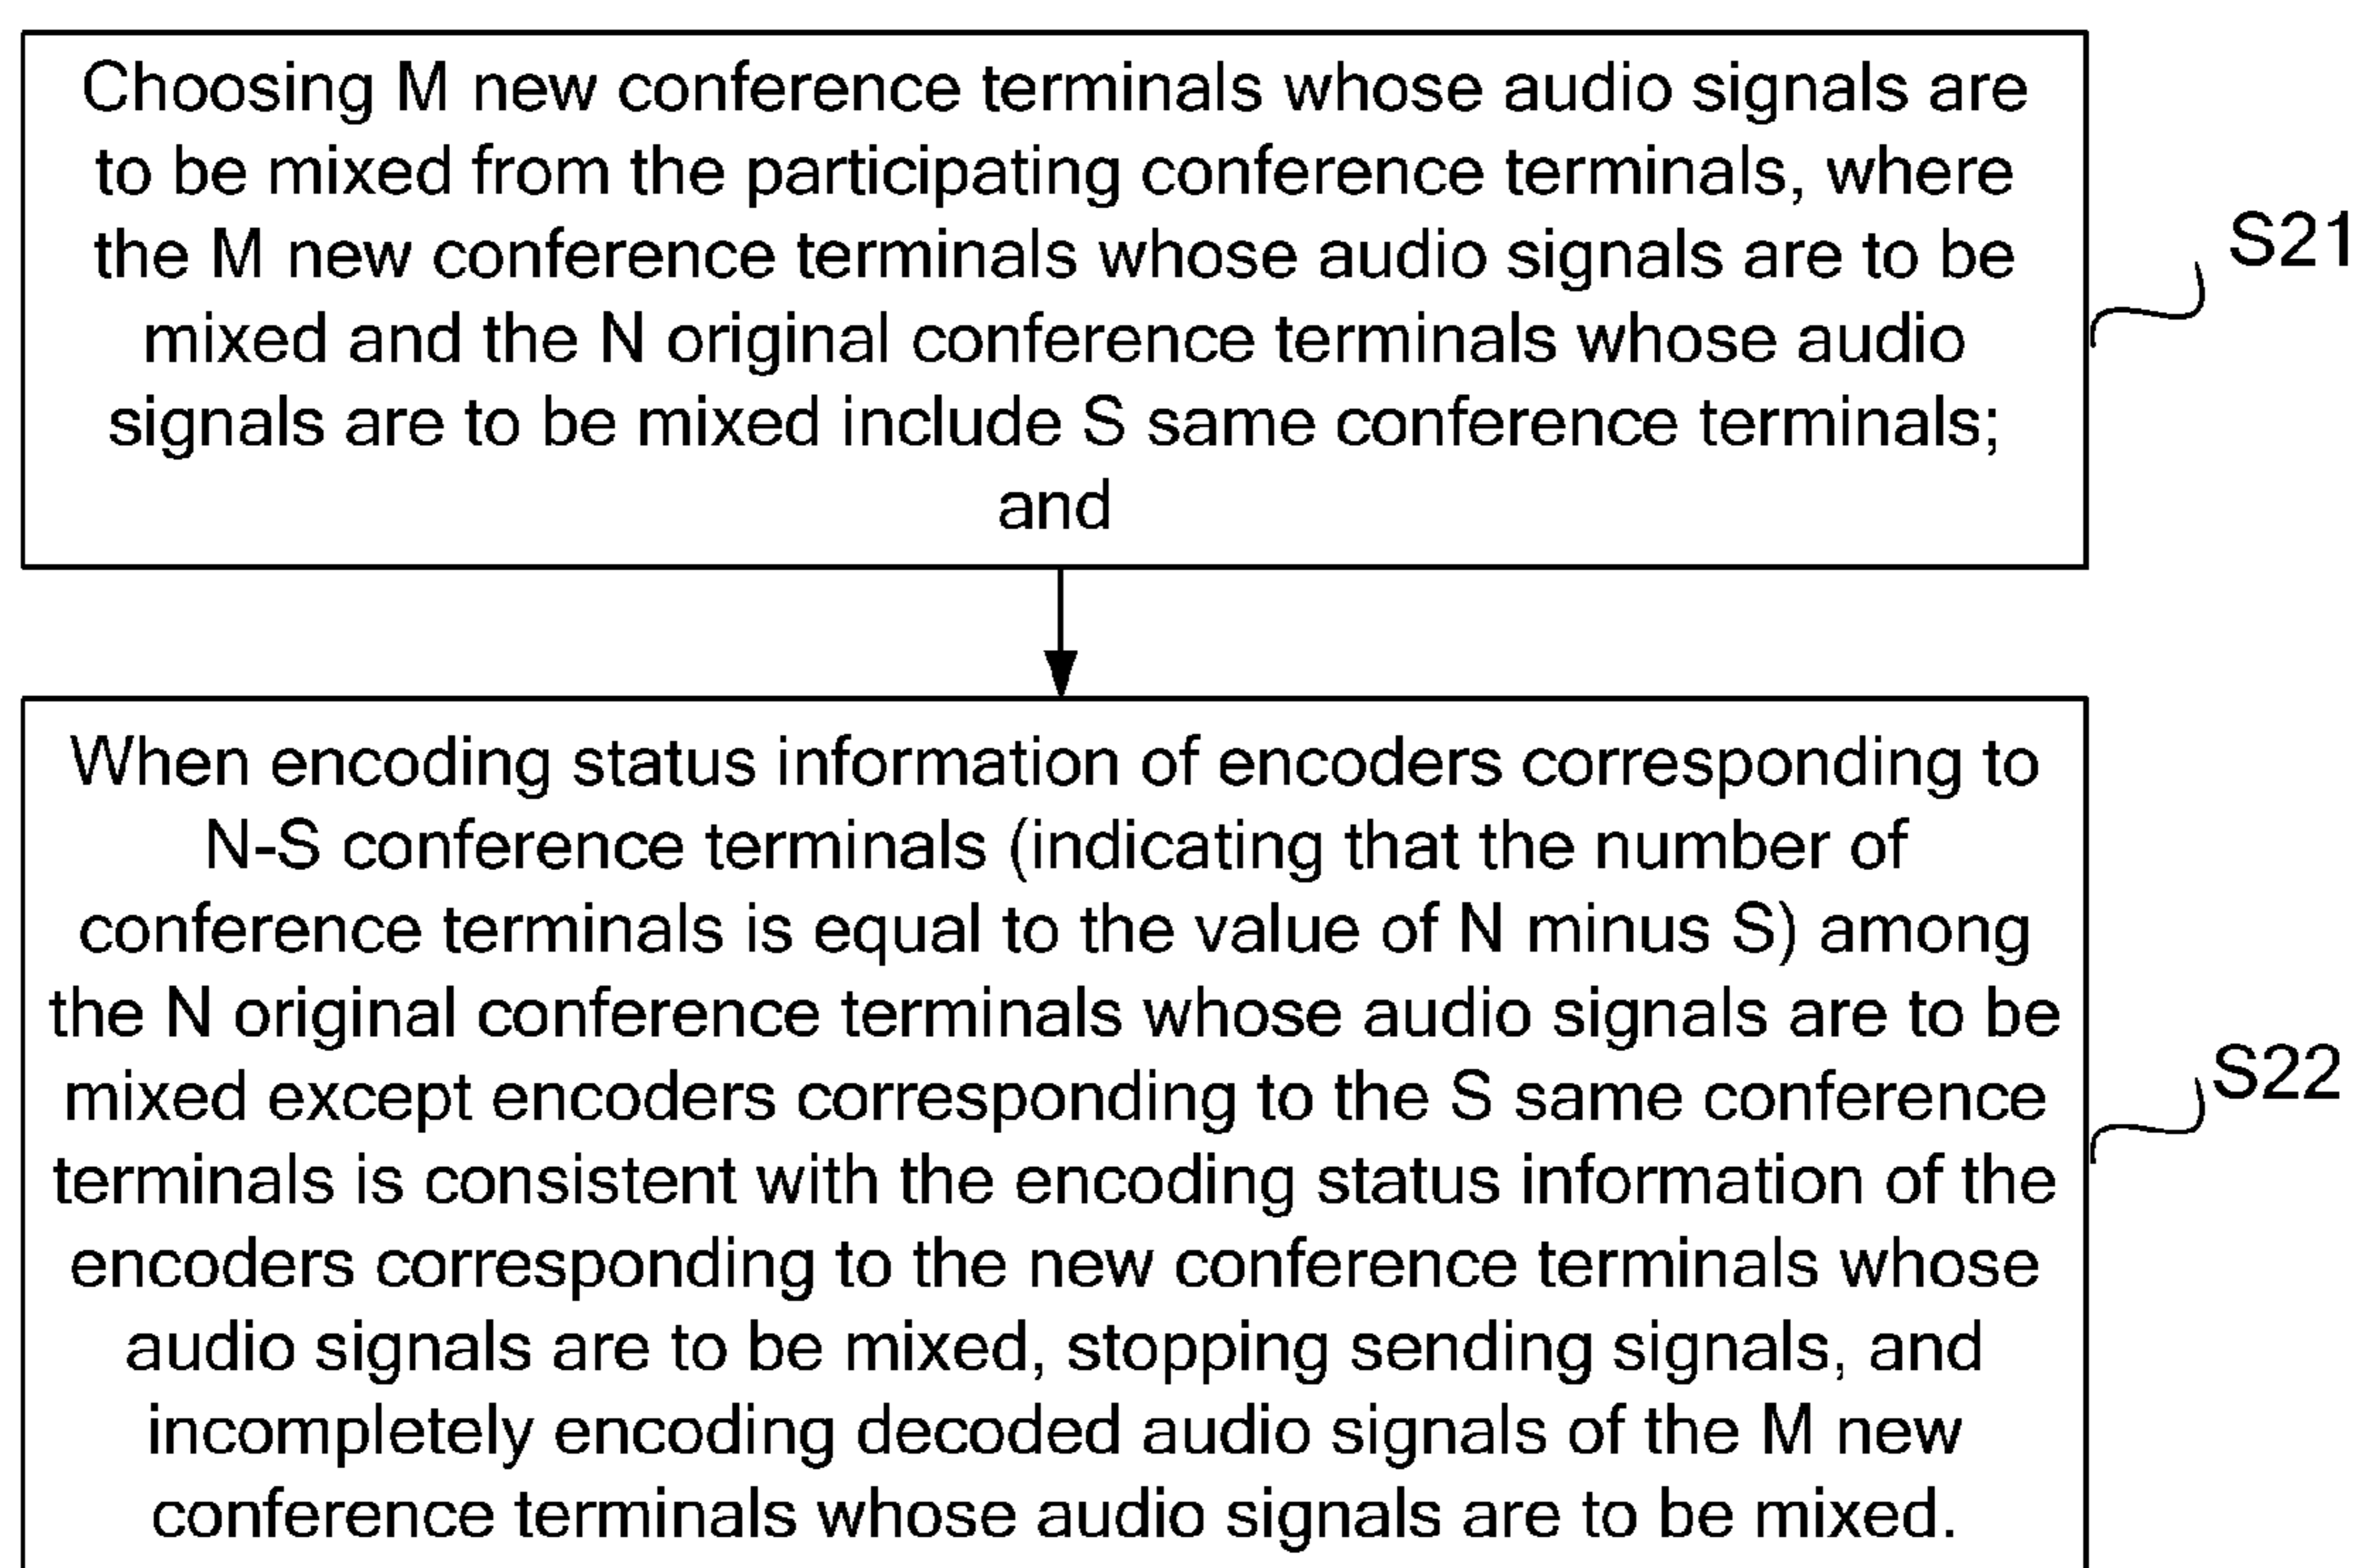 Choosing M new conference terminals whose audio signals are
to be mixed from the participating conference terminals, where
the M new conference terminals whose audio signals are to be
mixed and the N original conference terminals whose audio
signals are to be mixed include S same conference terminals;
and
S21
When encoding status information of encoders corresponding to
N-S conference terminals (indicating that the number of
conference terminals is equal to the value of N minus S) among
the N original conference terminals whose audio signals are to be
mixed except encoders corresponding to the S same conference
terminals is consistent with the encoding status information of the
encoders corresponding to the new conference terminals whose
audio signals are to be mixed, stopping sending signals, and
incompletely encoding decoded audio signals of the M new
conference terminals whose audio signals are to be mixed.
S22